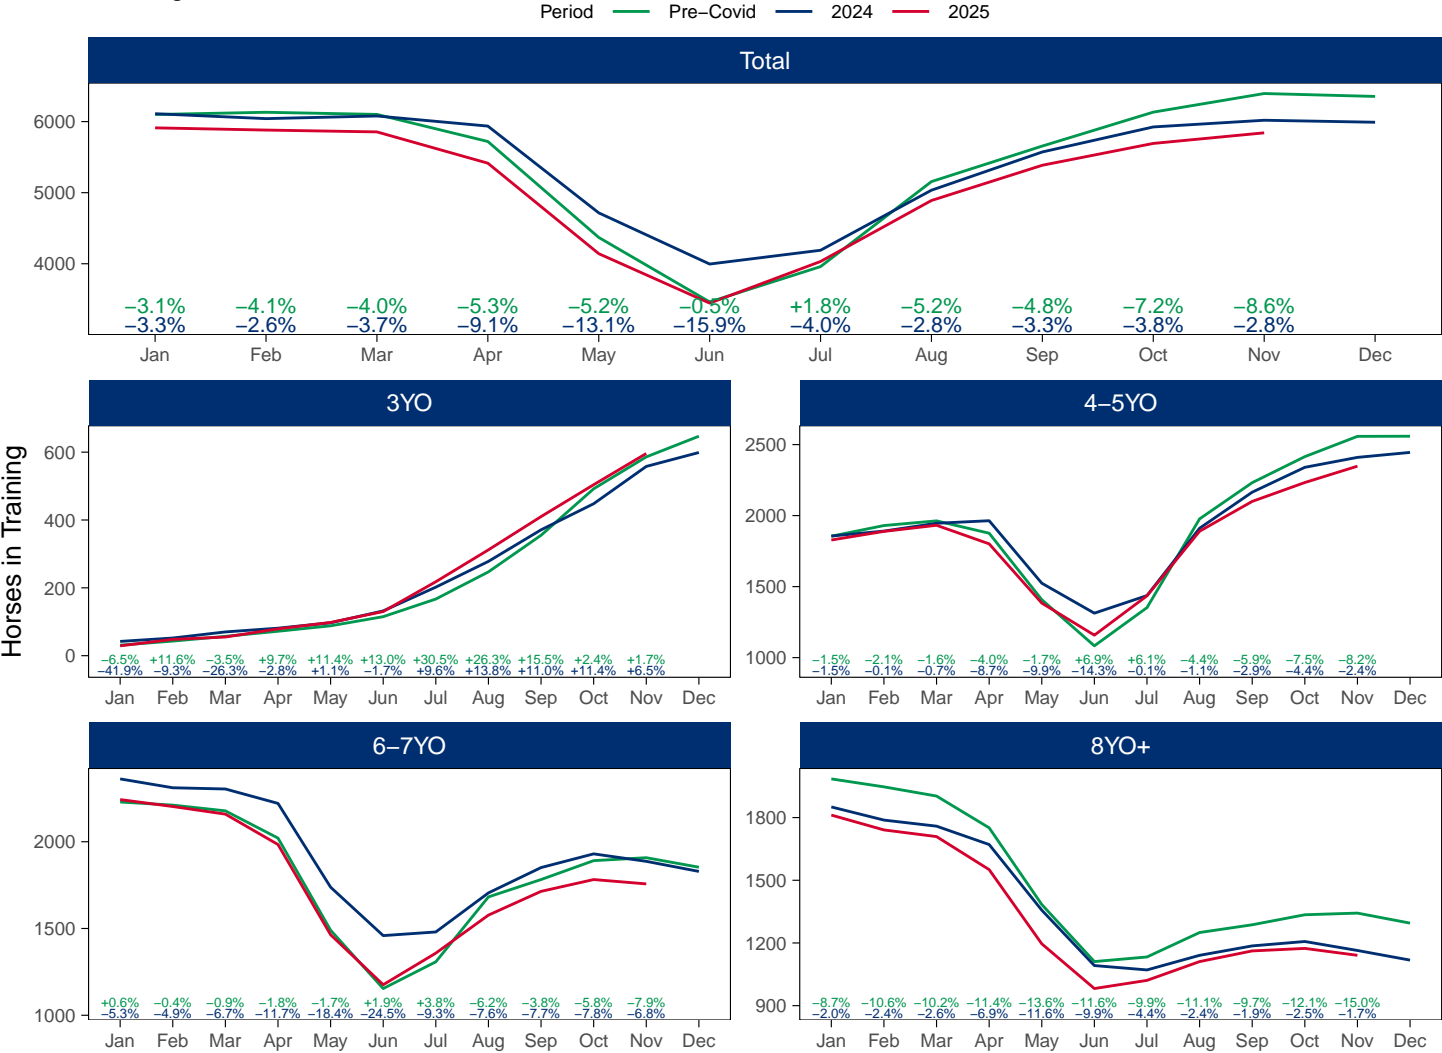 Period Pre–Covid 2024 2025
Total
6000
5000
4000
−3.1% −4.1% −4.0% −5.3% −5.2% −0.5% +1.8% −5.2% −4.8% −7.2% −8.6%
−3.3% −2.6% −3.7% −9.1% −13.1% −15.9% −4.0% −2.8% −3.3% −3.8% −2.8%
Jan Feb Mar Apr May Jun Jul Aug Sep Oct Nov Dec
Horses in Training
3YO
600
400
200
0
−6.5% +11.6% −3.5% +9.7% +11.4% +13.0% +30.5% +26.3% +15.5% +2.4% +1.7%
−41.9% −9.3% −26.3% −2.8% +1.1% −1.7% +9.6% +13.8% +11.0% +11.4% +6.5%
Jan Feb Mar Apr May Jun Jul Aug Sep Oct Nov Dec
4–5YO
2500
2000
1500
1000
−1.5% −2.1% −1.6% −4.0% −1.7% +6.9% +6.1% −4.4% −5.9% −7.5% −8.2%
−1.5% −0.1% −0.7% −8.7% −9.9% −14.3% −0.1% −1.1% −2.9% −4.4% −2.4%
Jan Feb Mar Apr May Jun Jul Aug Sep Oct Nov Dec
6–7YO
2000
1500
1000
+0.6% −0.4% −0.9% −1.8% −1.7% +1.9% +3.8% −6.2% −3.8% −5.8% −7.9%
−5.3% −4.9% −6.7% −11.7% −18.4% −24.5% −9.3% −7.6% −7.7% −7.8% −6.8%
Jan Feb Mar Apr May Jun Jul Aug Sep Oct Nov Dec
8YO+
1800
1500
1200
900
−8.7% −10.6% −10.2% −11.4% −13.6% −11.6% −9.9% −11.1% −9.7% −12.1% −15.0%
−2.0% −2.4% −2.6% −6.9% −11.6% −9.9% −4.4% −2.4% −1.9% −2.5% −1.7%
Jan Feb Mar Apr May Jun Jul Aug Sep Oct Nov Dec